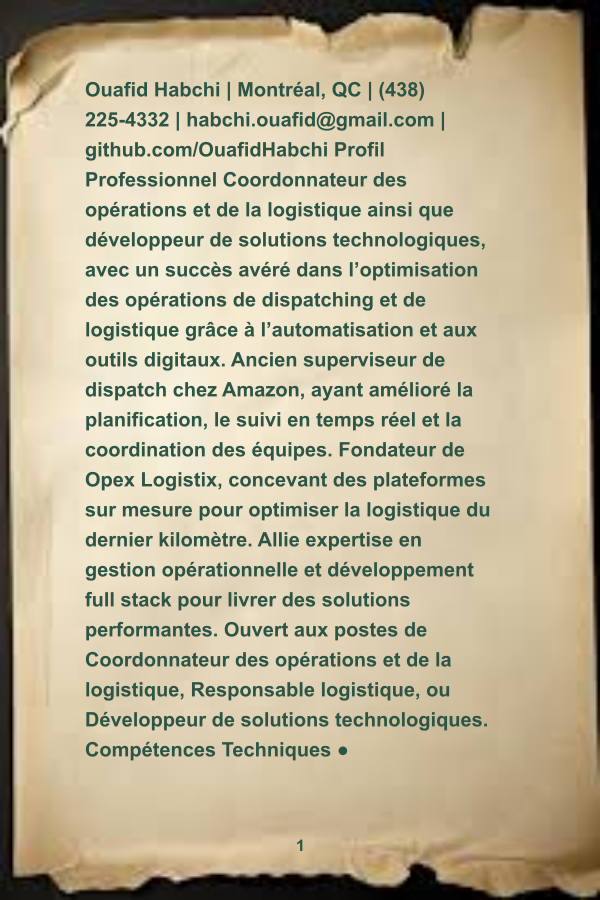 Ouafid Habchi | Montréal, QC | (438)
225-4332 | habchi.ouafid@gmail.com |
github.com/OuafidHabchi Profil
Professionnel Coordonnateur des
opérations et de la logistique ainsi que
développeur de solutions technologiques,
avec un succès avéré dans l’optimisation
des opérations de dispatching et de
logistique grâce à l’automatisation et aux
outils digitaux. Ancien superviseur de
dispatch chez Amazon, ayant amélioré la
planification, le suivi en temps réel et la
coordination des équipes. Fondateur de
Opex Logistix, concevant des plateformes
sur mesure pour optimiser la logistique du
dernier kilomètre. Allie expertise en
gestion opérationnelle et développement
full stack pour livrer des solutions
performantes. Ouvert aux postes de
Coordonnateur des opérations et de la
logistique, Responsable logistique, ou
Développeur de solutions technologiques.
Compétences Techniques ●
1